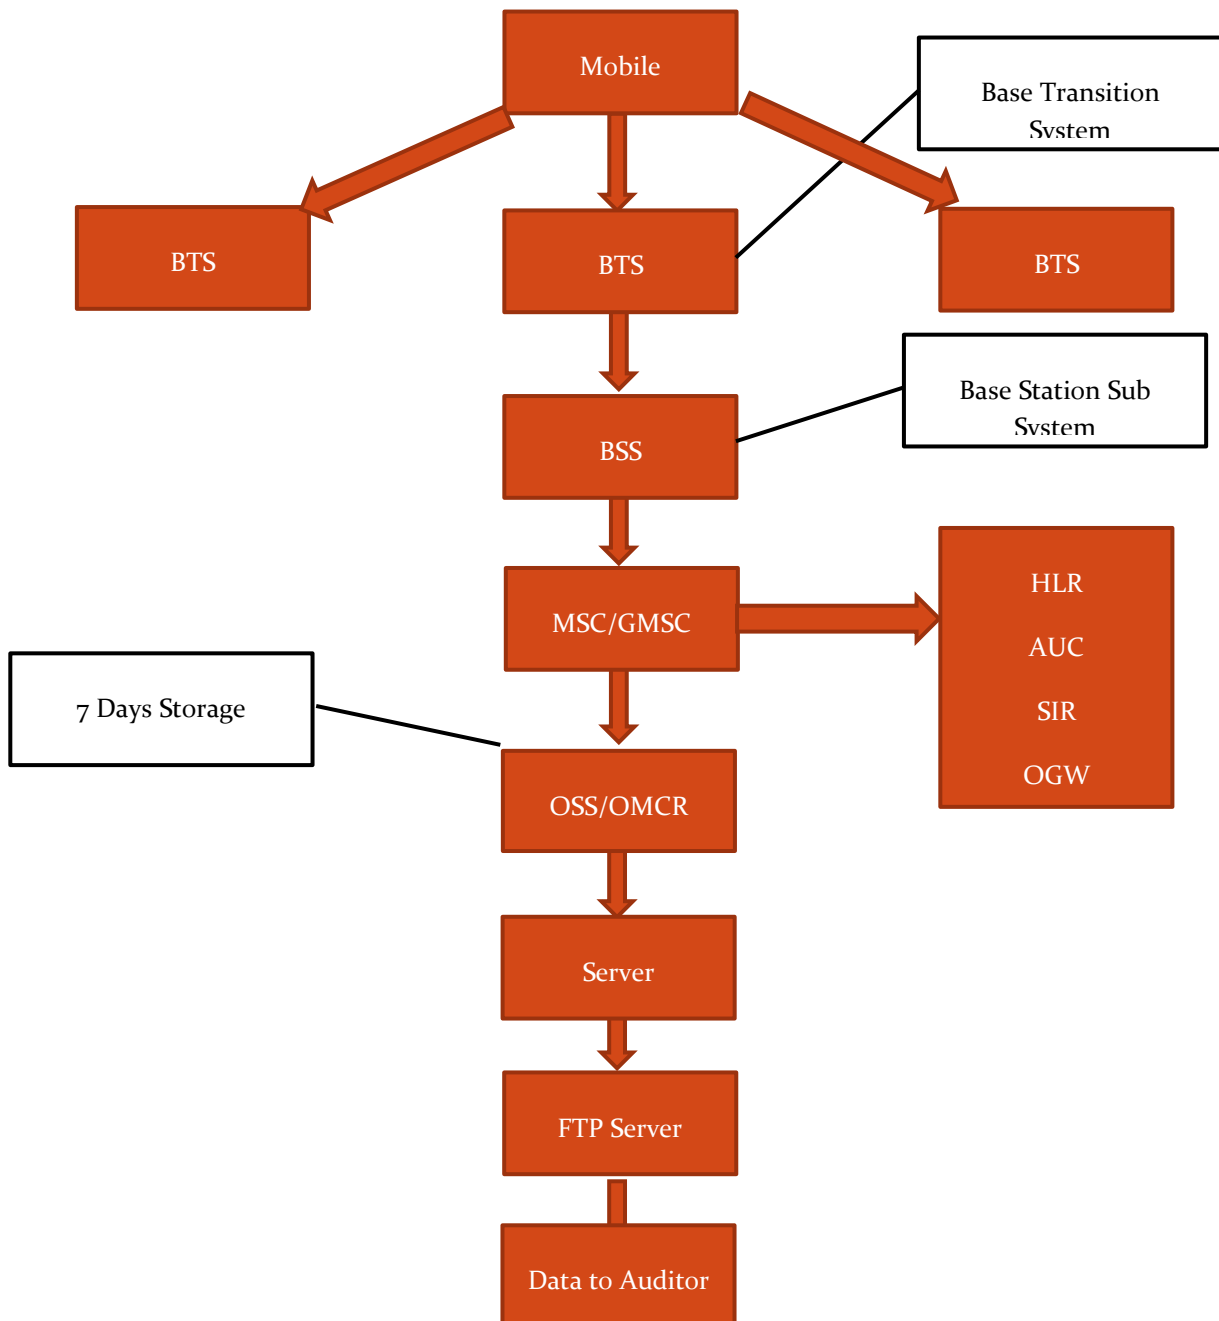 Mobile
Base Transition
System
BTS
BTS
BTS
Base Station Sub
System
BSS
HLR
MSC/GMSC
AUC
7 Days Storage
SIR
OGW
OSS/OMCR
Server
FTP Server
Data to Auditor